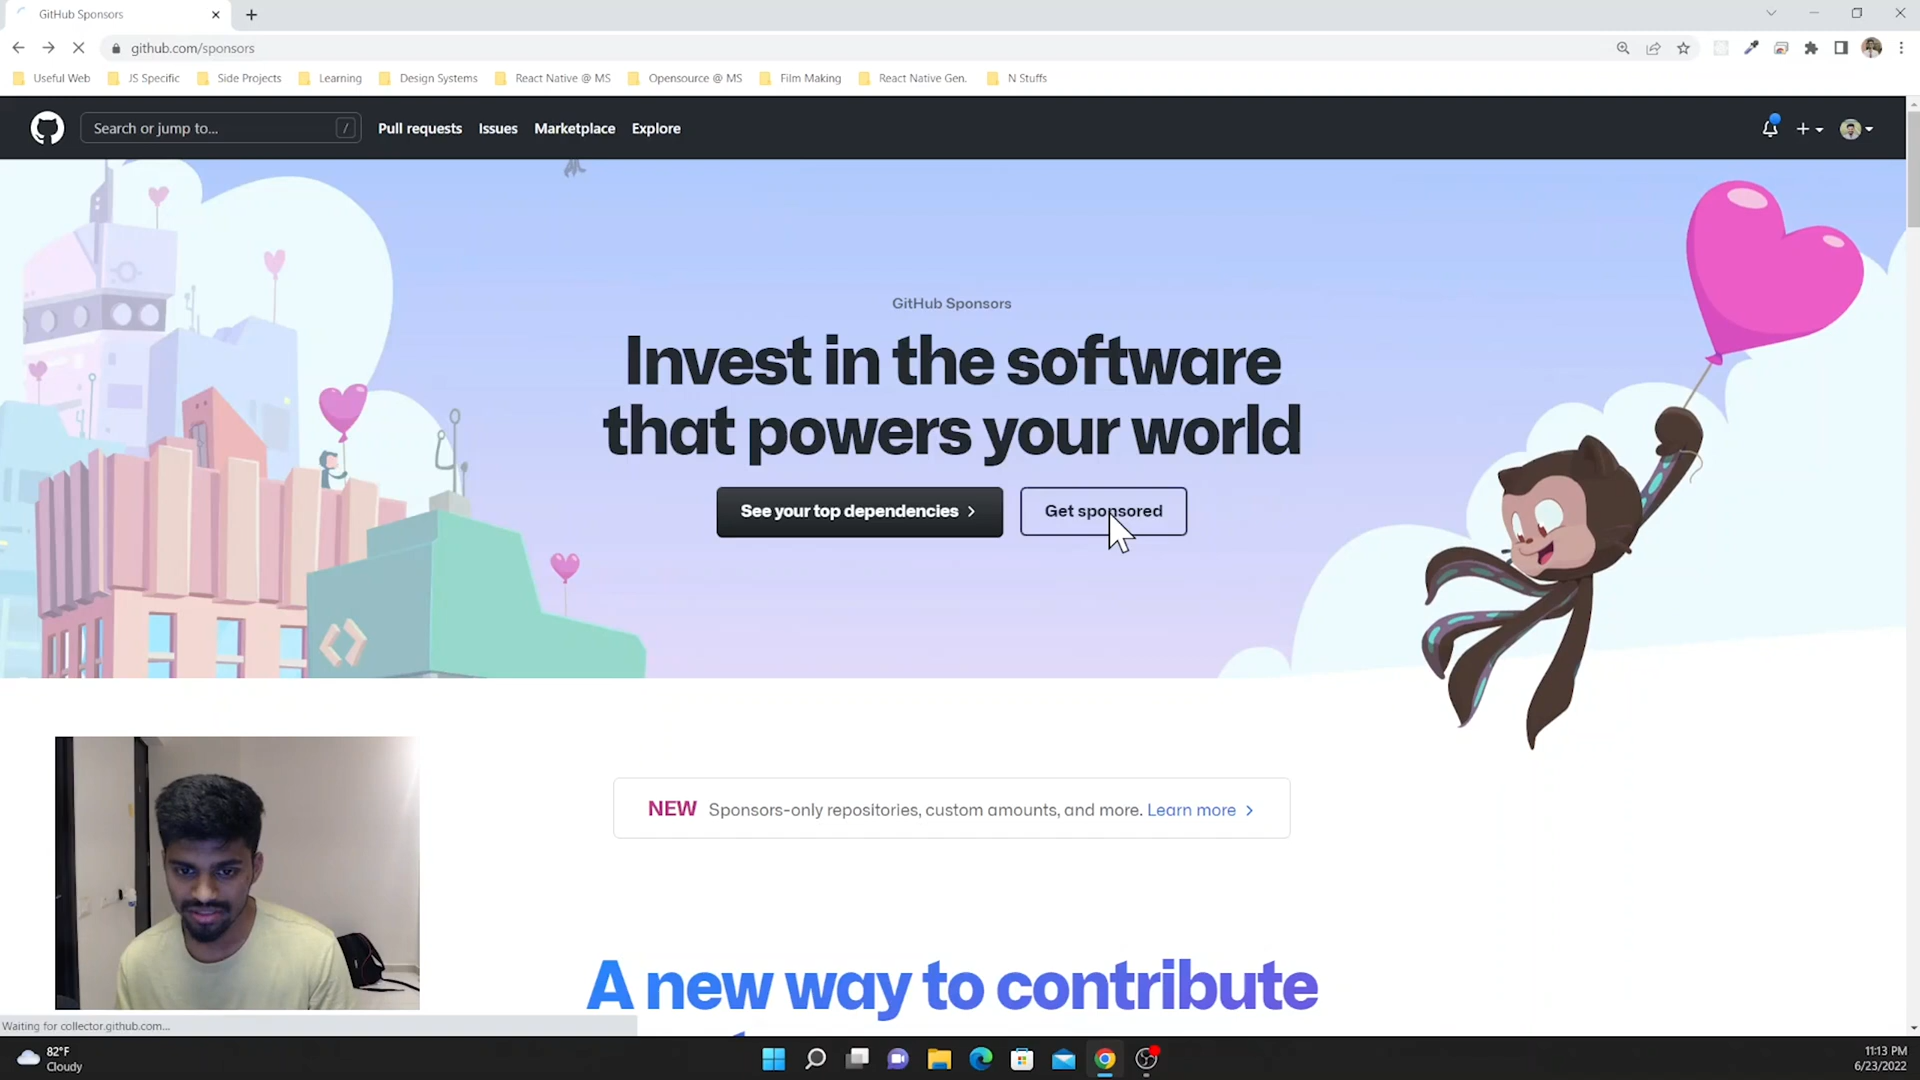 GitHub Sponsors
github.com/sponsors
Useful Web JS Specific Side Projects Learning Design Systems React Native @ MS Opensource @ MS Film Making React Native Gen. N Stuffs
Search or jump to... / Pull requests Issues Marketplace Explore
GitHub Sponsors
Invest in the software
that powers your world
See your top dependencies Get sponsored
NEW Sponsors-only repositories, custom amounts, and more. Learn more
A new way to contribute
Waiting for collector.github.com...
82°F
Cloudy
11:13 PM
6/23/2022